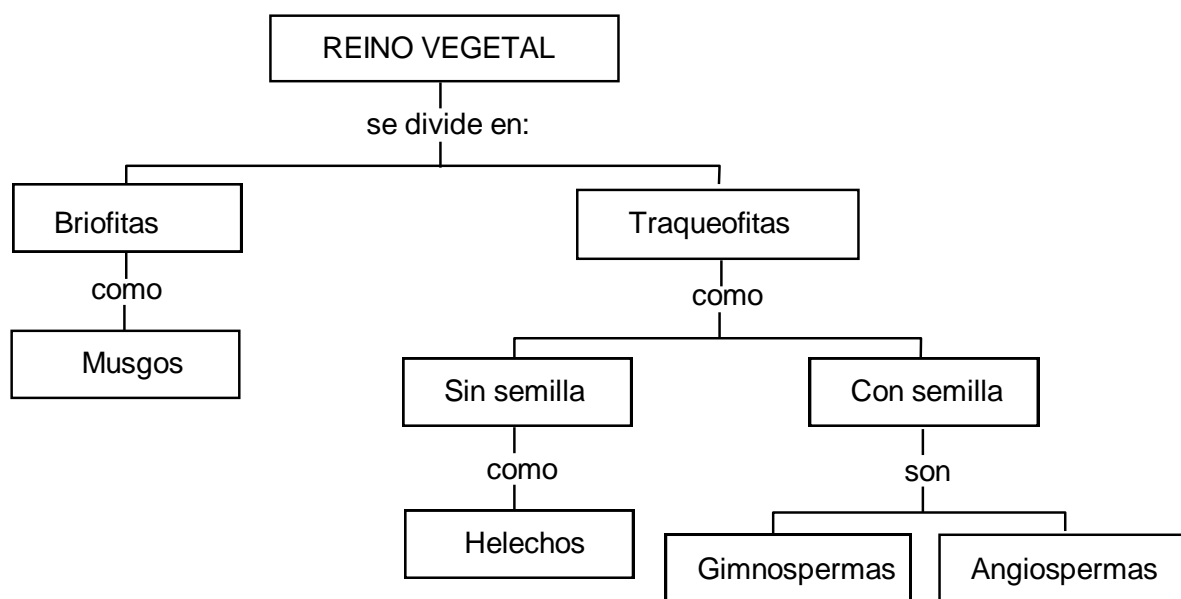 REINO VEGETAL
se divide en:
Briofitas
Traqueofitas
como
como
Musgos
Sin semilla
Con semilla
como
son
Helechos
Gimnospermas
Angiospermas